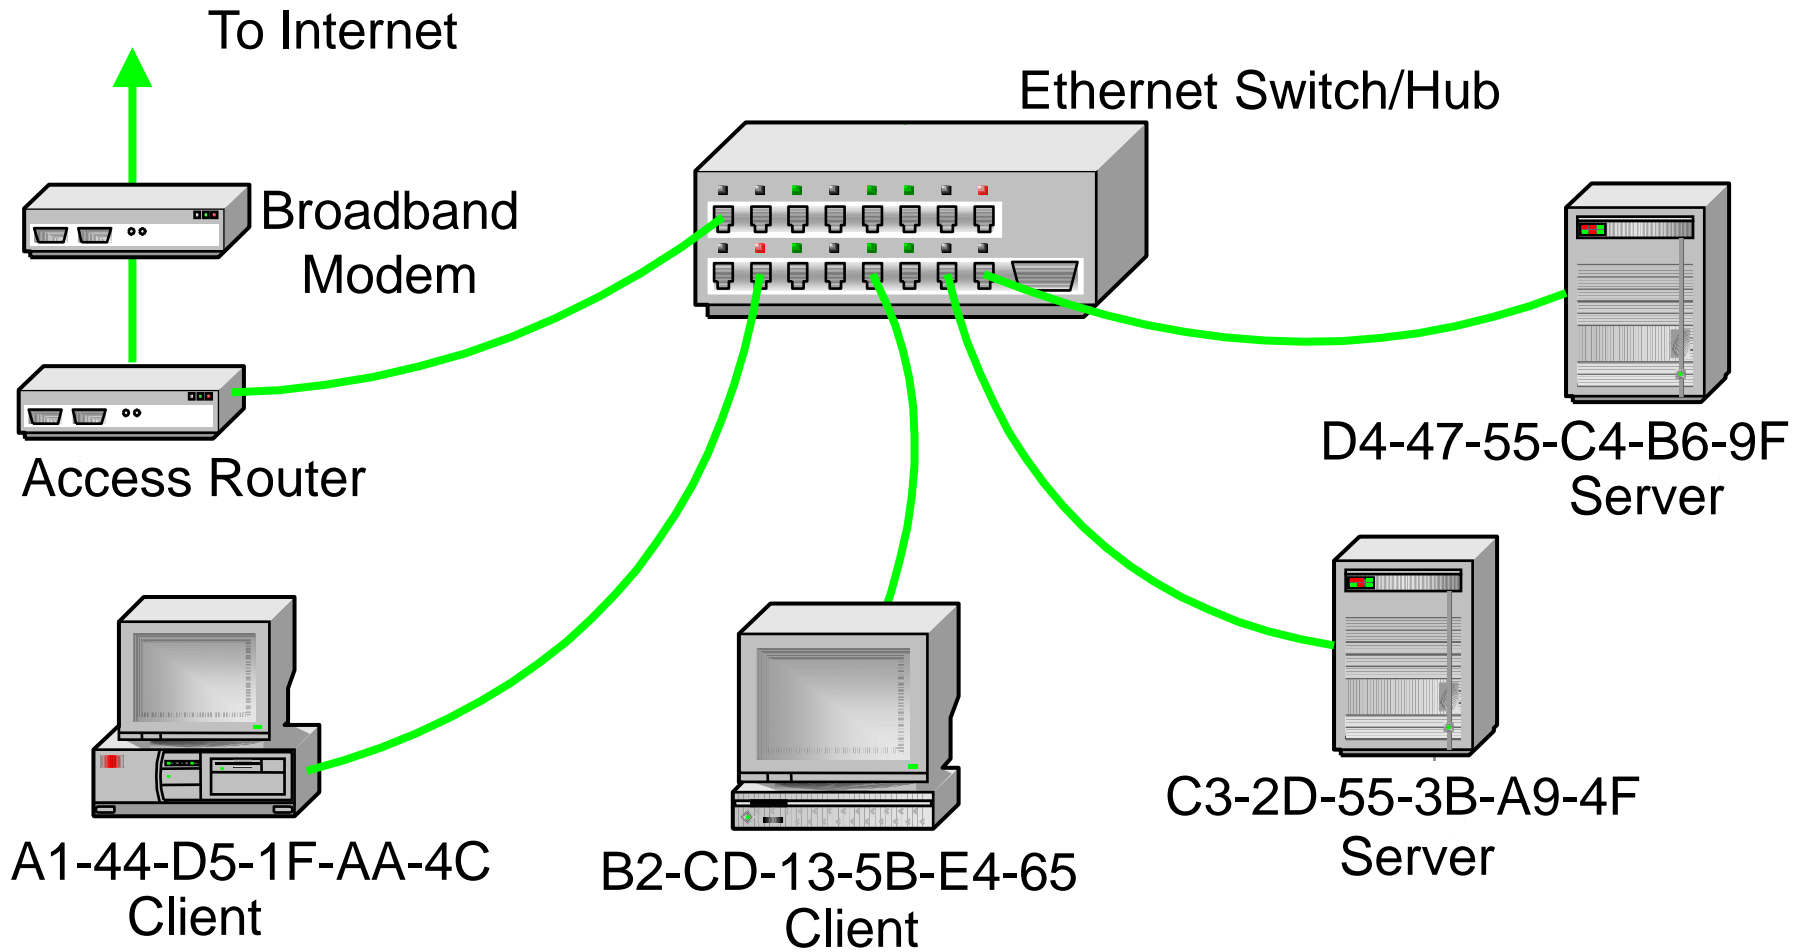 To Internet
Ethernet Switch/Hub
Broadband
Modem
Access Router
D4-47-55-C4-B6-9F
Server
C3-2D-55-3B-A9-4F
Server
A1-44-D5-1F-AA-4C
Client
B2-CD-13-5B-E4-65
Client